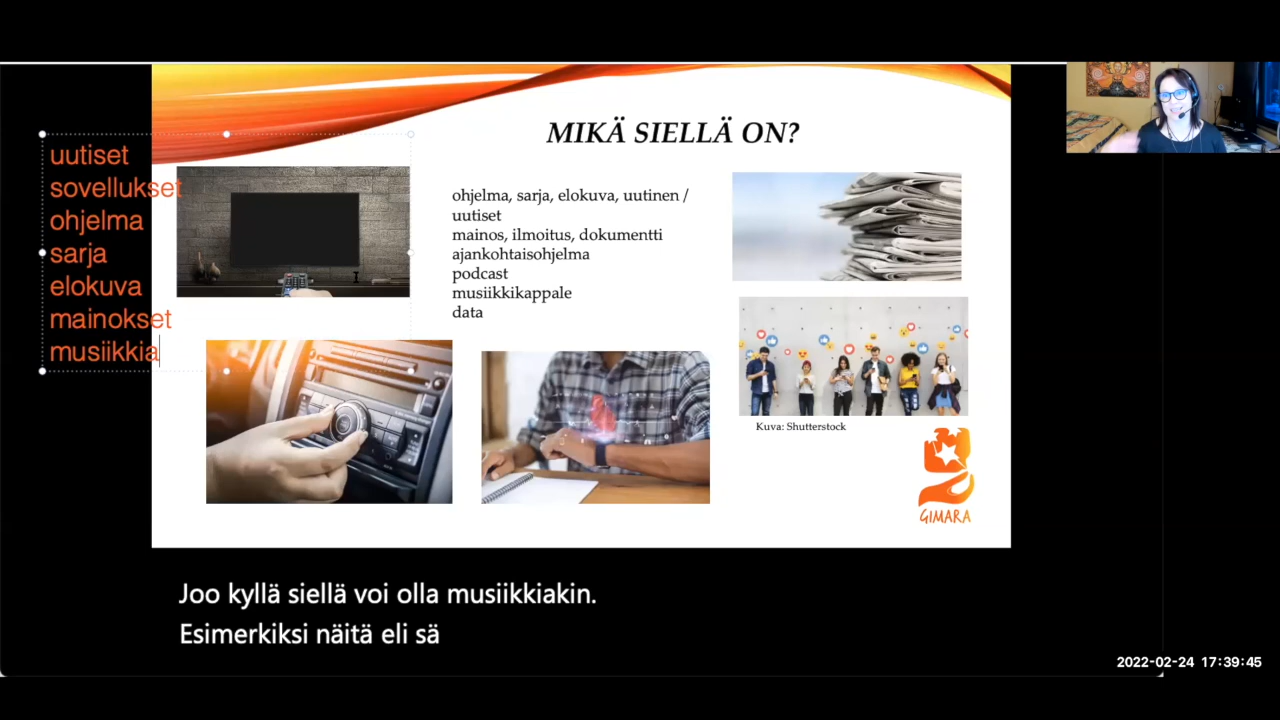 MIKÄ SIELLÄ ON?
uutiset
sovellukset
ohjelma
sarja
elokuva
mainokset
musiikkia
ohjelma, sarja, elokuva, uutinen /
uutiset
mainos, ilmoitus, dokumentti
ajankohtaisohjelma
podcast
musiikkikappale
data
Kuva: Shutterstock
GIMARA
Joo kyllä siellä voi olla musiikkiakin.
Esimerkiksi näitä eli sä
2022-02-24 17:39:45